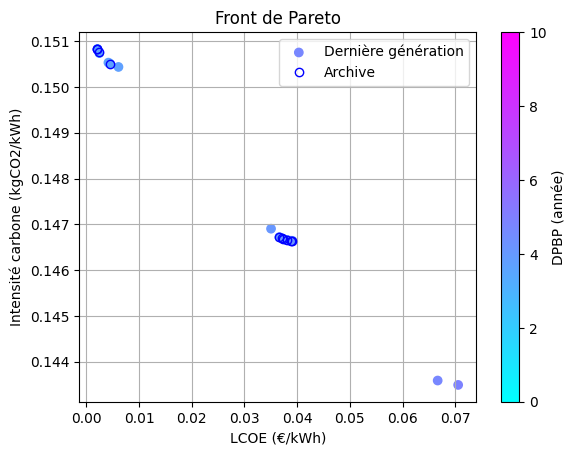 Front de Pareto
Dernière génération
Archive
0.151
0.150
0.149
0.148
0.147
0.146
0.145
0.144
Intensité carbone (kgCO2/kWh)
0.00 0.01 0.02 0.03 0.04 0.05 0.06 0.07
LCOE (€/kWh)
10
8
6
4
2
0
DPBP (année)